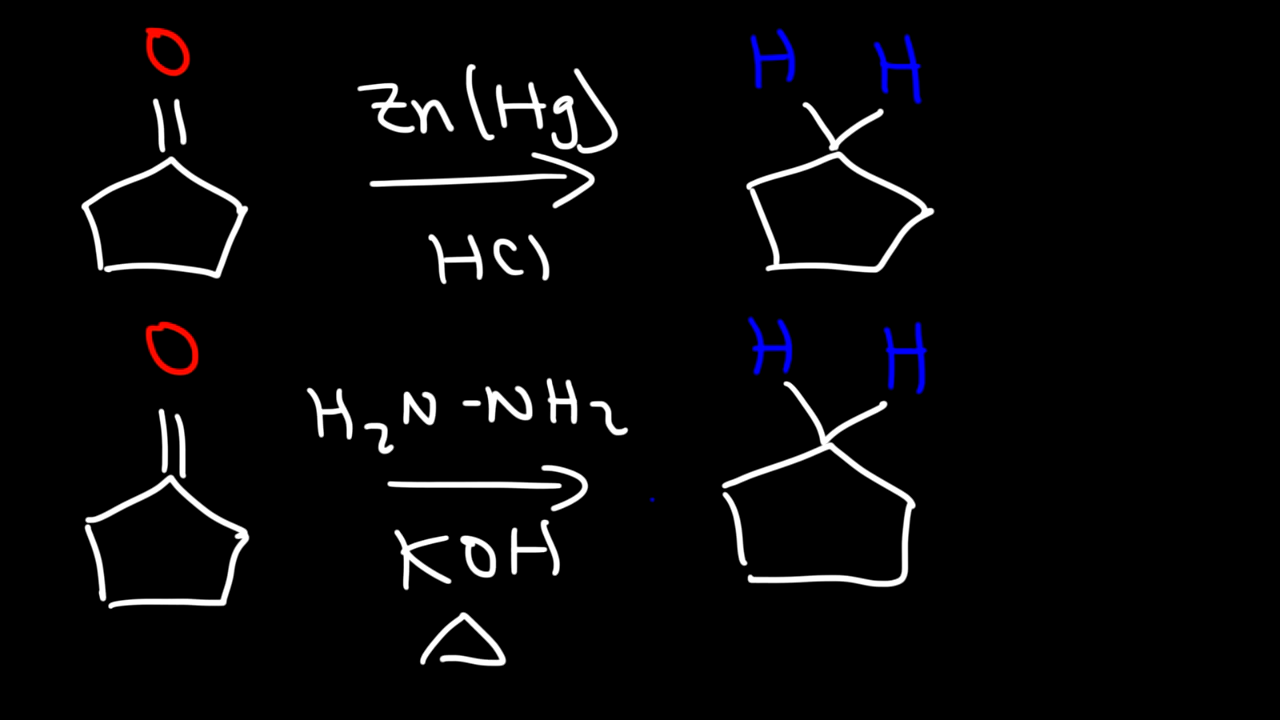 O
H H
Zn(Hg)
HCl
O
H H
H2N-NH2
KOH
Δ